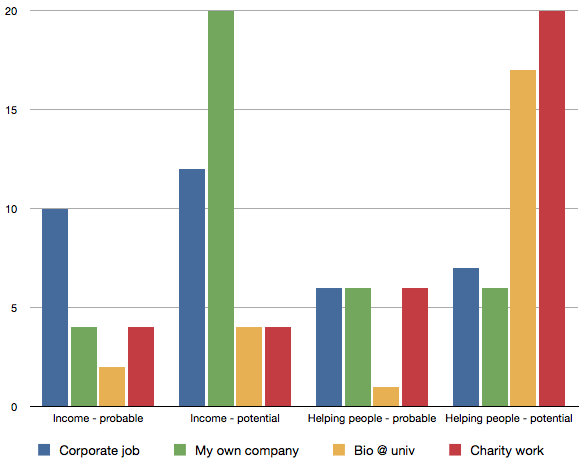 20
15
10
5
0
Income - probable Income - potential Helping people - probable Helping people - potential
Corporate job My own company Bio @ univ Charity work